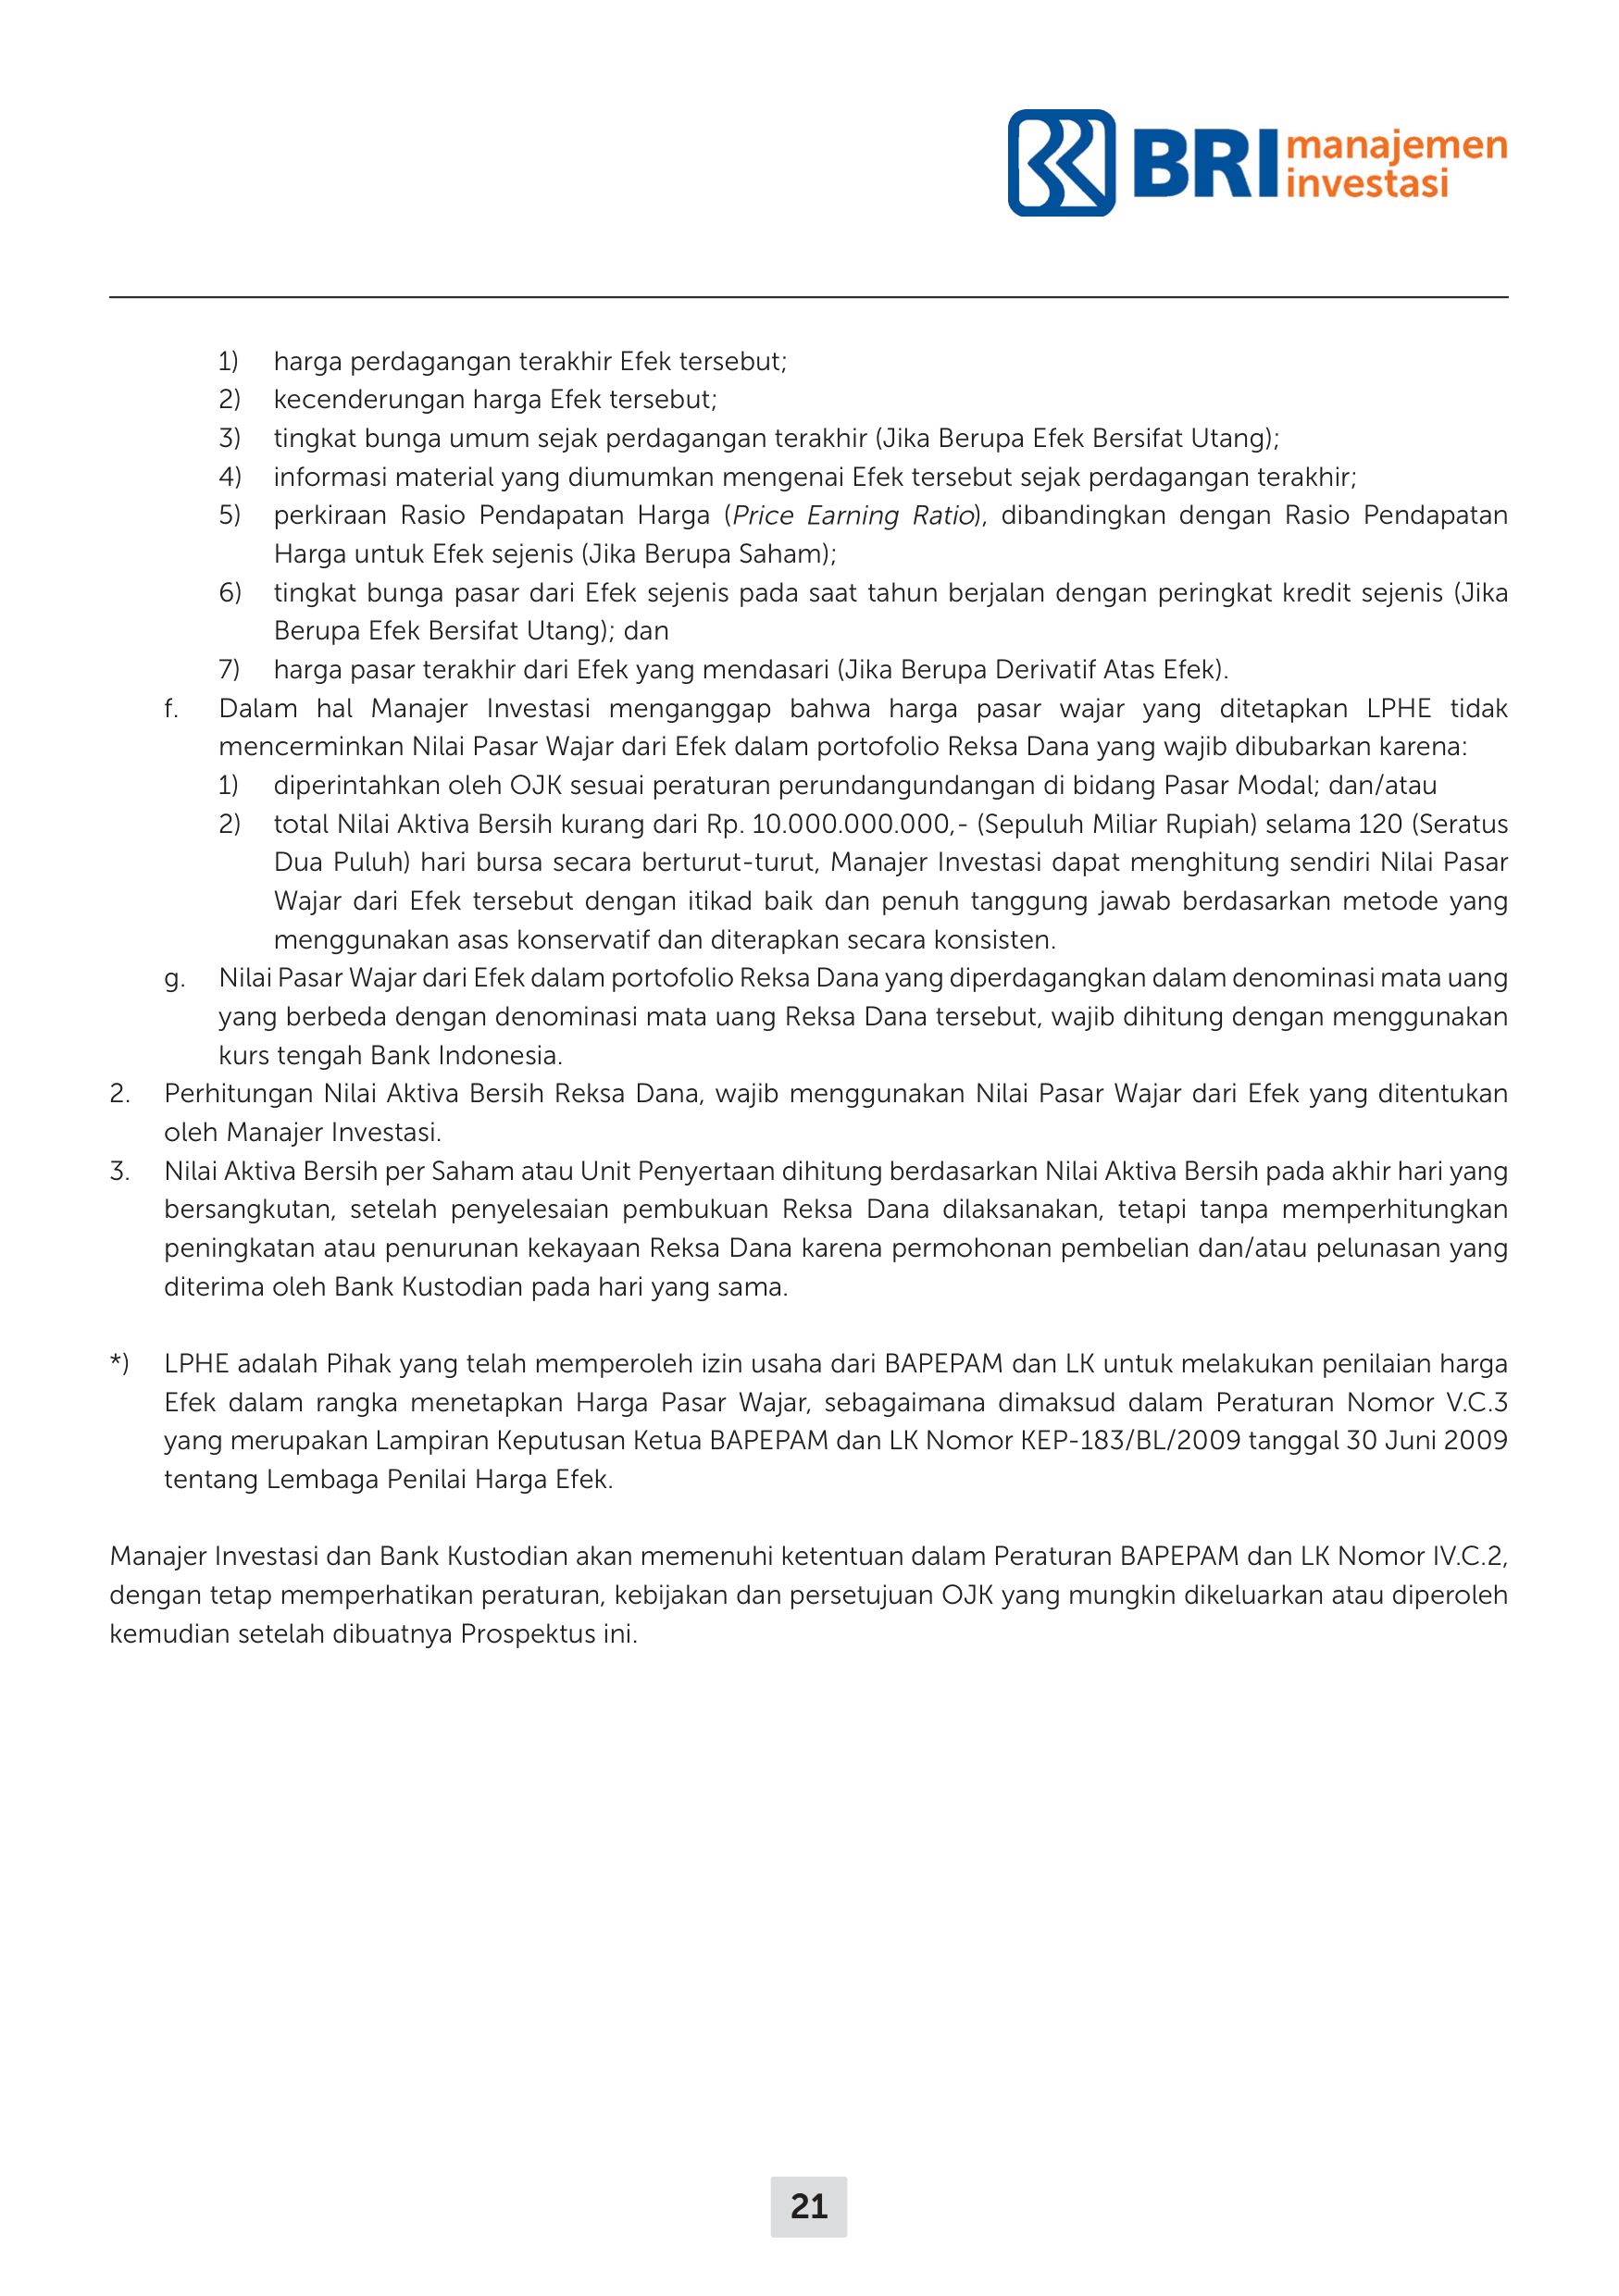 BRI manajemen
investasi
1) harga perdagangan terakhir Efek tersebut;
2) kecenderungan harga Efek tersebut;
3) tingkat bunga umum sejak perdagangan terakhir (Jika Berupa Efek Bersifat Utang);
4) informasi material yang diumumkan mengenai Efek tersebut sejak perdagangan terakhir;
5) perkiraan Rasio Pendapatan Harga (Price Earning Ratio), dibandingkan dengan Rasio Pendapatan
Harga untuk Efek sejenis (Jika Berupa Saham);
6) tingkat bunga pasar dari Efek sejenis pada saat tahun berjalan dengan peringkat kredit sejenis (Jika
Berupa Efek Bersifat Utang); dan
7) harga pasar terakhir dari Efek yang mendasari (Jika Berupa Derivatif Atas Efek).
f. Dalam hal Manajer Investasi menganggap bahwa harga pasar wajar yang ditetapkan LPHE tidak
mencerminkan Nilai Pasar Wajar dari Efek dalam portofolio Reksa Dana yang wajib dibubarkan karena:
1) diperintahkan oleh OJK sesuai peraturan perundangundangan di bidang Pasar Modal; dan/atau
2) total Nilai Aktiva Bersih kurang dari Rp. 10.000.000.000,- (Sepuluh Miliar Rupiah) selama 120 (Seratus
Dua Puluh) hari bursa secara berturut-turut, Manajer Investasi dapat menghitung sendiri Nilai Pasar
Wajar dari Efek tersebut dengan itikad baik dan penuh tanggung jawab berdasarkan metode yang
menggunakan asas konservatif dan diterapkan secara konsisten.
g. Nilai Pasar Wajar dari Efek dalam portofolio Reksa Dana yang diperdagangkan dalam denominasi mata uang
yang berbeda dengan denominasi mata uang Reksa Dana tersebut, wajib dihitung dengan menggunakan
kurs tengah Bank Indonesia.
2. Perhitungan Nilai Aktiva Bersih Reksa Dana, wajib menggunakan Nilai Pasar Wajar dari Efek yang ditentukan
oleh Manajer Investasi.
3. Nilai Aktiva Bersih per Saham atau Unit Penyertaan dihitung berdasarkan Nilai Aktiva Bersih pada akhir hari yang
bersangkutan, setelah penyelesaian pembukuan Reksa Dana dilaksanakan, tetapi tanpa memperhitungkan
peningkatan atau penurunan kekayaan Reksa Dana karena permohonan pembelian dan/atau pelunasan yang
diterima oleh Bank Kustodian pada hari yang sama.
*) LPHE adalah Pihak yang telah memperoleh izin usaha dari BAPEPAM dan LK untuk melakukan penilaian harga
Efek dalam rangka menetapkan Harga Pasar Wajar, sebagaimana dimaksud dalam Peraturan Nomor V.C.3
yang merupakan Lampiran Keputusan Ketua BAPEPAM dan LK Nomor KEP-183/BL/2009 tanggal 30 Juni 2009
tentang Lembaga Penilai Harga Efek.
Manajer Investasi dan Bank Kustodian akan memenuhi ketentuan dalam Peraturan BAPEPAM dan LK Nomor IV.C.2,
dengan tetap memperhatikan peraturan, kebijakan dan persetujuan OJK yang mungkin dikeluarkan atau diperoleh
kemudian setelah dibuatnya Prospektus ini.
21